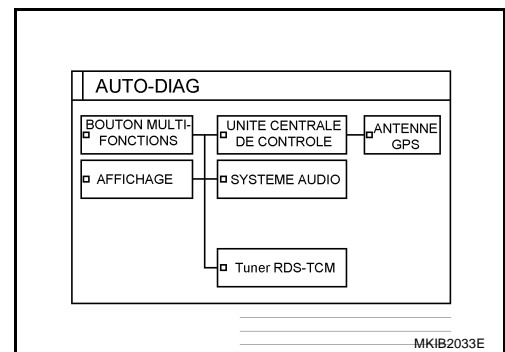 AUTO-DIAG
BOUTON MULTI-
FONCTIONS
UNITE CENTRALE
DE CONTROLE
ANTENNE
GPS
AFFICHAGE
SYSTEME AUDIO
Tuner RDS-TCM
MKIB2033E